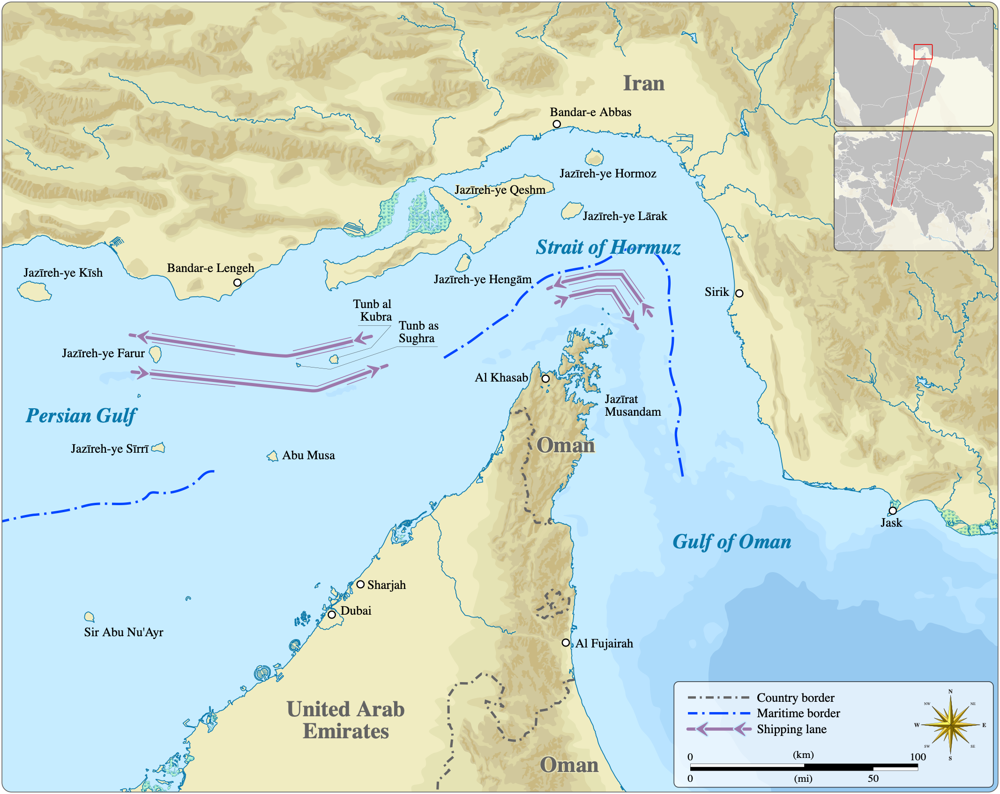 Iran
Bandar-e Abbas
Jazīreh-ye Hormoz
Jazīreh-ye Qeshm
Jazīreh-ye Lārak
Strait of Hormuz
Jazīreh-ye Kīsh
Bandar-e Lengeh
Jazīreh-ye Hengām
Sirik
Tunb al
Kubra
Tunb as
Sughra
Jazīreh-ye Farur
Al Khasab
Jazīrat
Musandam
Persian Gulf
Oman
Jazīreh-ye Sīrrī
Abu Musa
Jask
Gulf of Oman
Sharjah
Dubai
Sir Abu Nu'Ayr
Al Fujairah
United Arab
Emirates
Oman
Country border
Maritime border
Shipping lane
N
NW
NE
W
E
SW
SE
S
0
(km)
100
0
(mi)
50